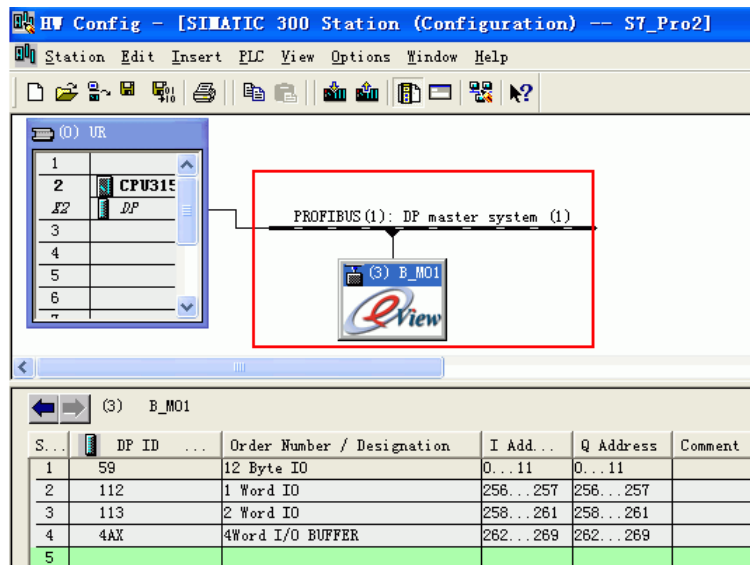 HW Config - [SIMATIC 300 Station (Configuration) -- S7_Pro2]
Station Edit Insert PLC View Options Window Help
(0) UR
1
2 CPU315
X2 DP
3
4
5
6
7
PROFIBUS(1): DP master system (1)
(3) B_MO1
eView
(3) B_MO1
S... DP ID ... Order Number / Designation I Add... Q Address Comment
1 59 12 Byte IO 0...11 0...11
2 112 1 Word IO 256...257 256...257
3 113 2 Word IO 258...261 258...261
4 4AX 4Word I/O BUFFER 262...269 262...269
5